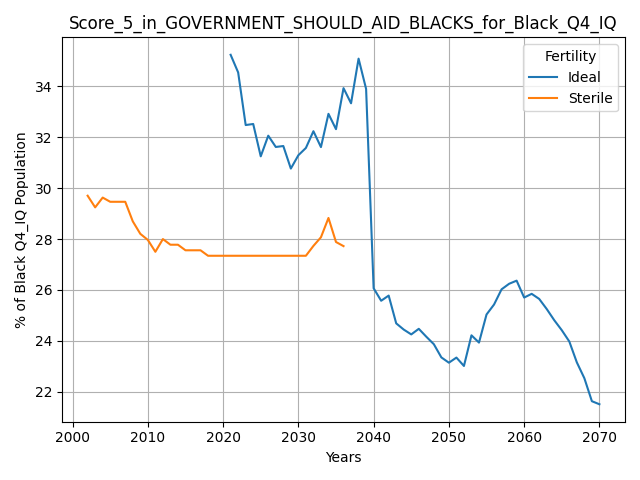 Score_5_in_GOVERNMENT_SHOULD_AID_BLACKS_for_Black_Q4_IQ
Fertility
Ideal
Sterile
% of Black Q4_IQ Population
34
32
30
28
26
24
22
2000 2010 2020 2030 2040 2050 2060 2070
Years